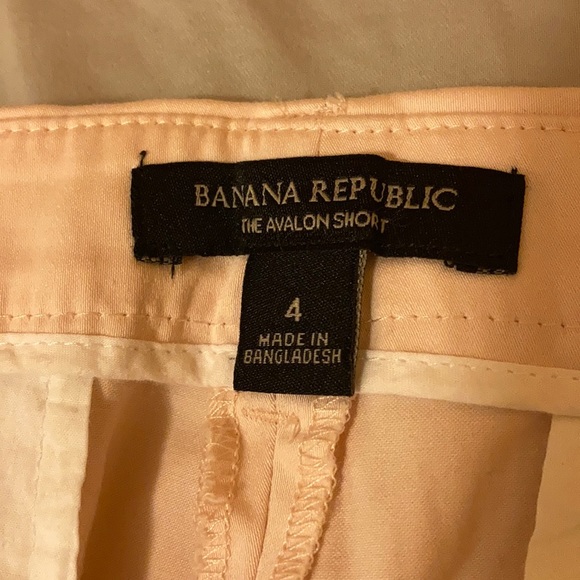 BANANA REPUBLIC
THE AVALON SHORT
4
MADE IN
BANGLADESH